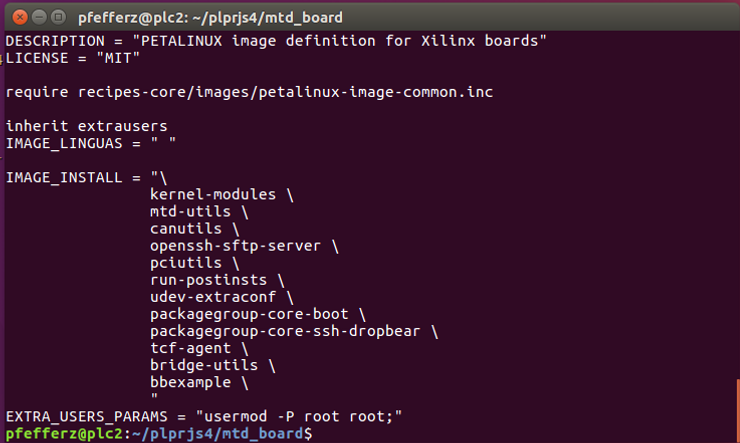 pfefferz@plc2: ~/plprjs4/mtd_board
DESCRIPTION = "PETALINUX image definition for Xilinx boards"
LICENSE = "MIT"
require recipes-core/images/petalinux-image-common.inc
inherit extrausers
IMAGE_LINGUAS = " "
IMAGE_INSTALL = "\
kernel-modules \
mtd-utils \
canutils \
openssh-sftp-server \
pciutils \
run-postinsts \
udev-extraconf \
packagegroup-core-boot \
packagegroup-core-ssh-dropbear \
tcf-agent \
bridge-utils \
bbexample \
"
EXTRA_USERS_PARAMS = "usermod -P root root;"
pfefferz@plc2:~/plprjs4/mtd_board$